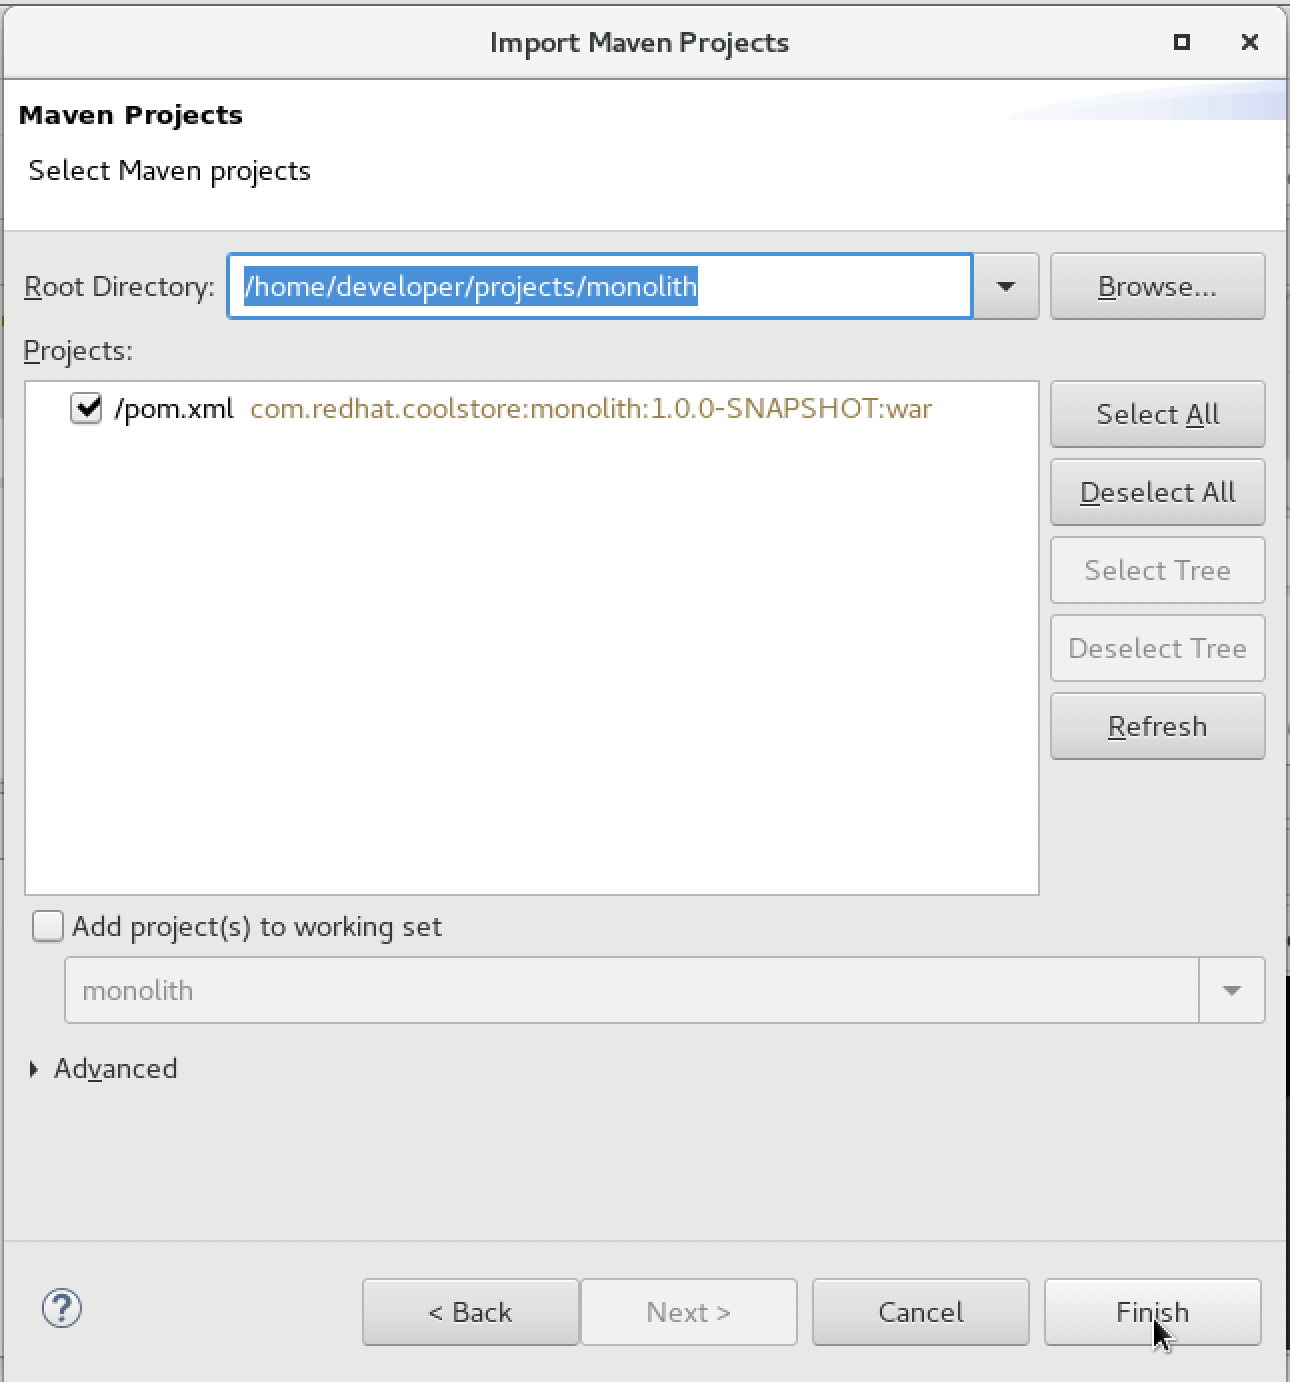 Import Maven Projects
Maven Projects
Select Maven projects
Root Directory: /home/developer/projects/monolith Browse...
Projects:
/pom.xml com.redhat.coolstore:monolith:1.0.0-SNAPSHOT:war
Select All
Deselect All
Select Tree
Deselect Tree
Refresh
Add project(s) to working set
monolith
Advanced
? < Back Next > Cancel Finish